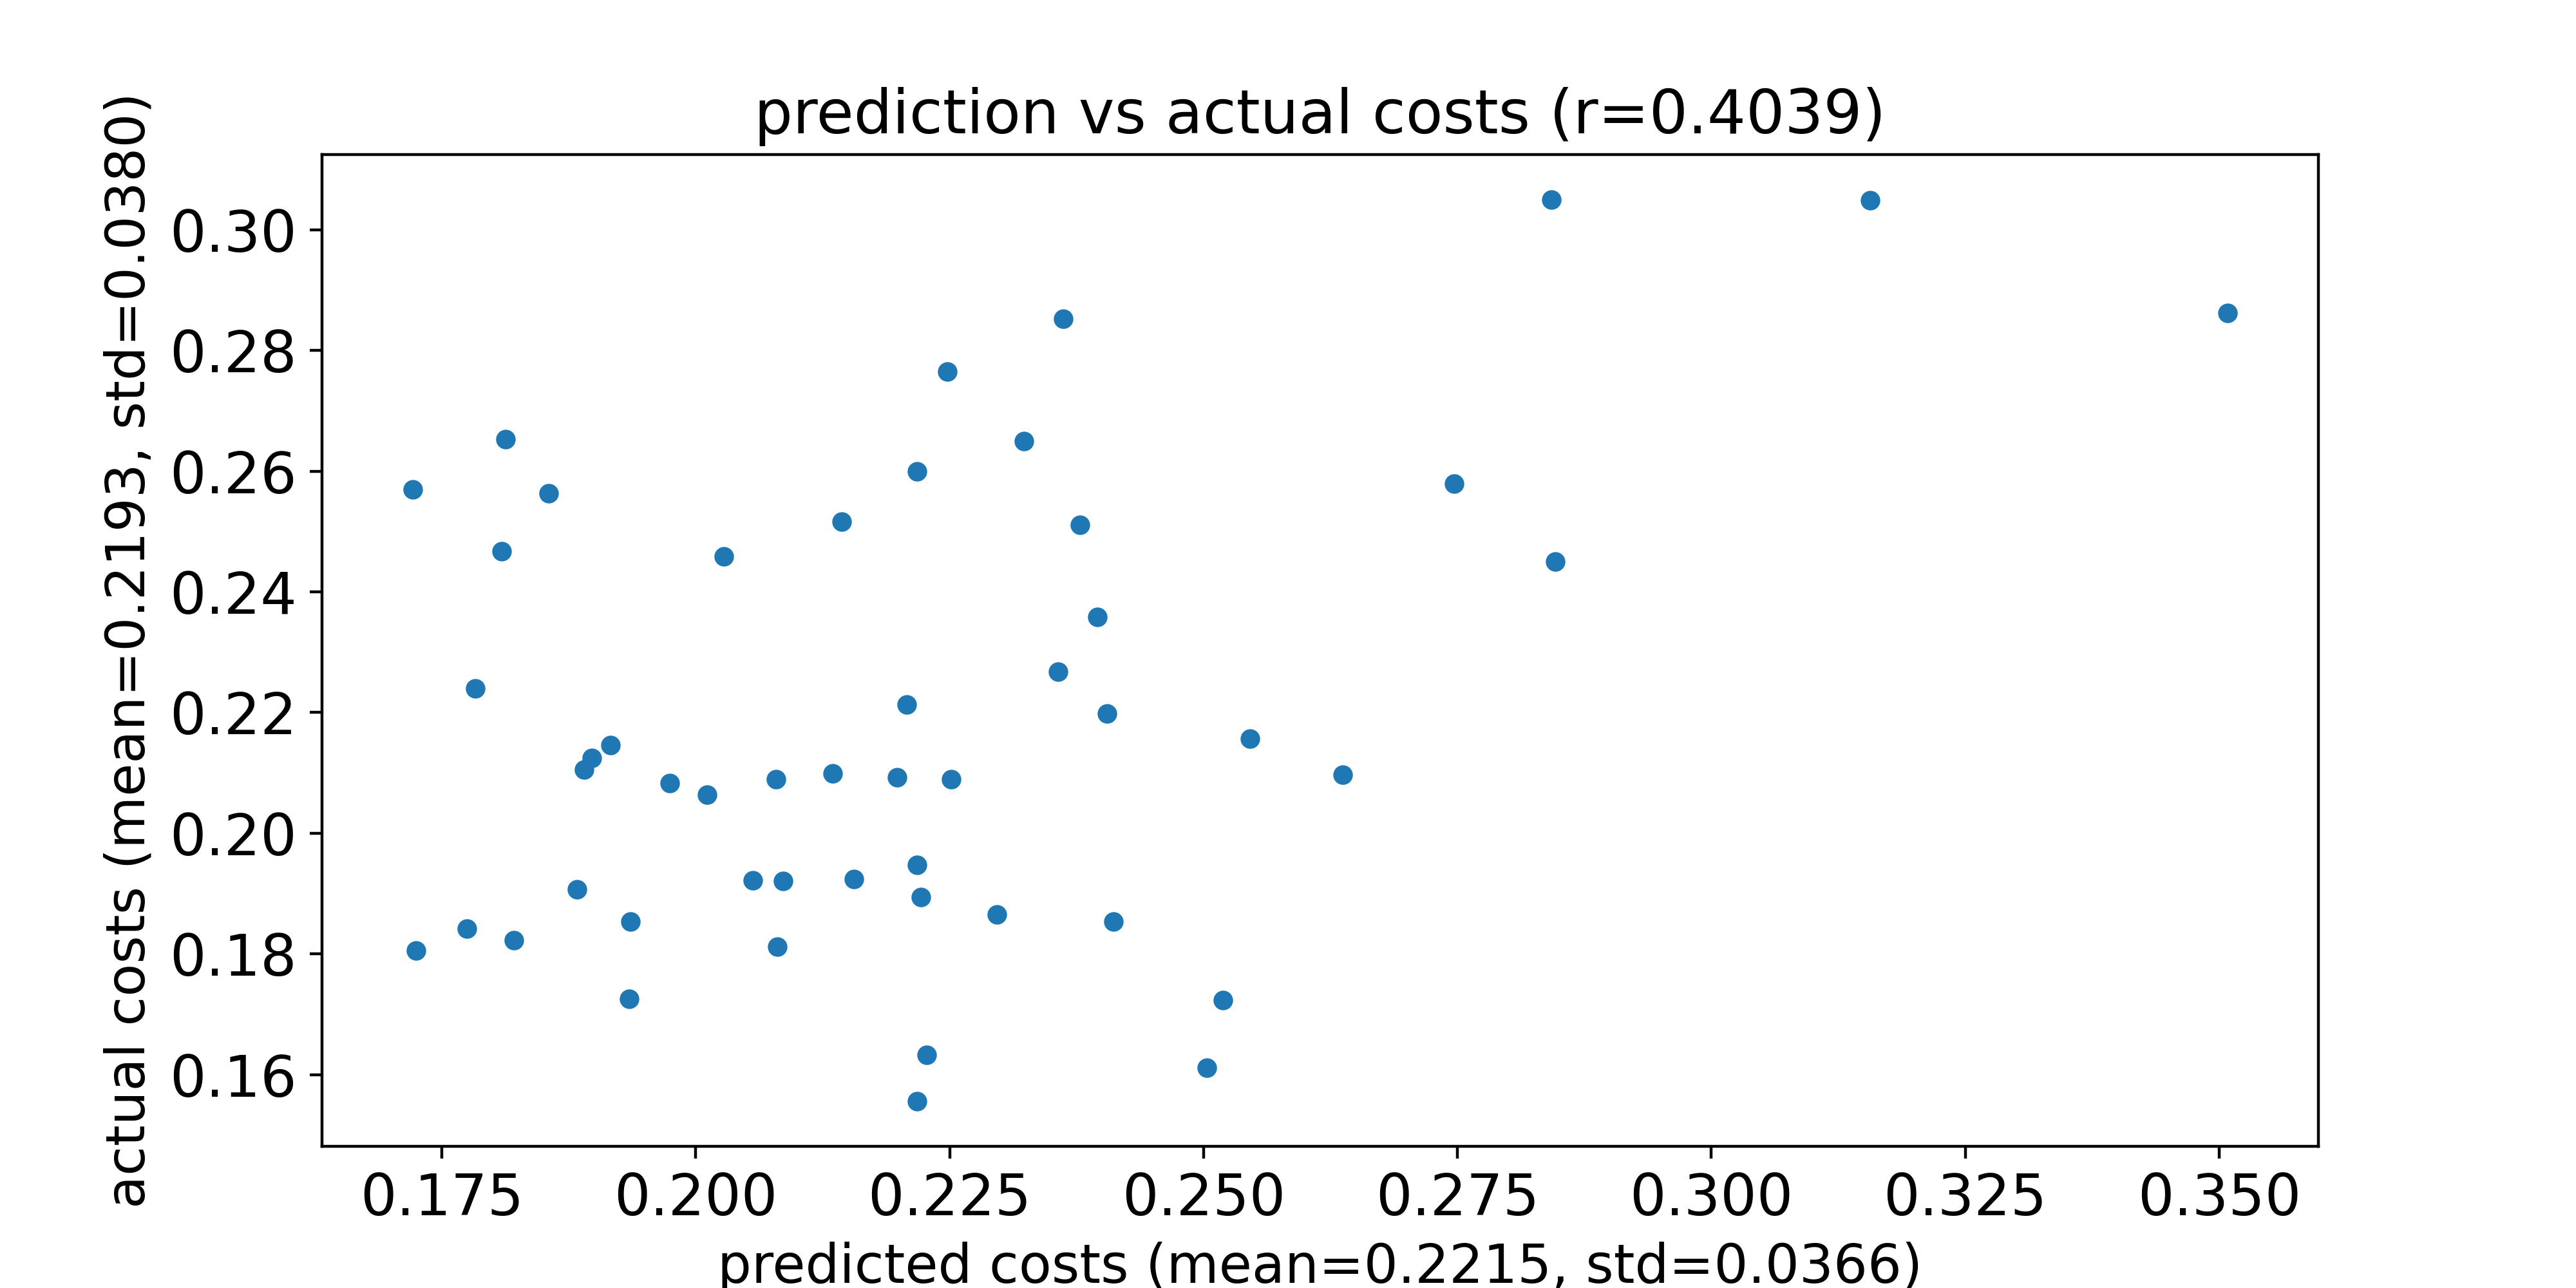 prediction vs actual costs (r=0.4039)
actual costs (mean=0.2193, std=0.0380)
0.30
0.28
0.26
0.24
0.22
0.20
0.18
0.16
0.175 0.200 0.225 0.250 0.275 0.300 0.325 0.350
predicted costs (mean=0.2215, std=0.0366)